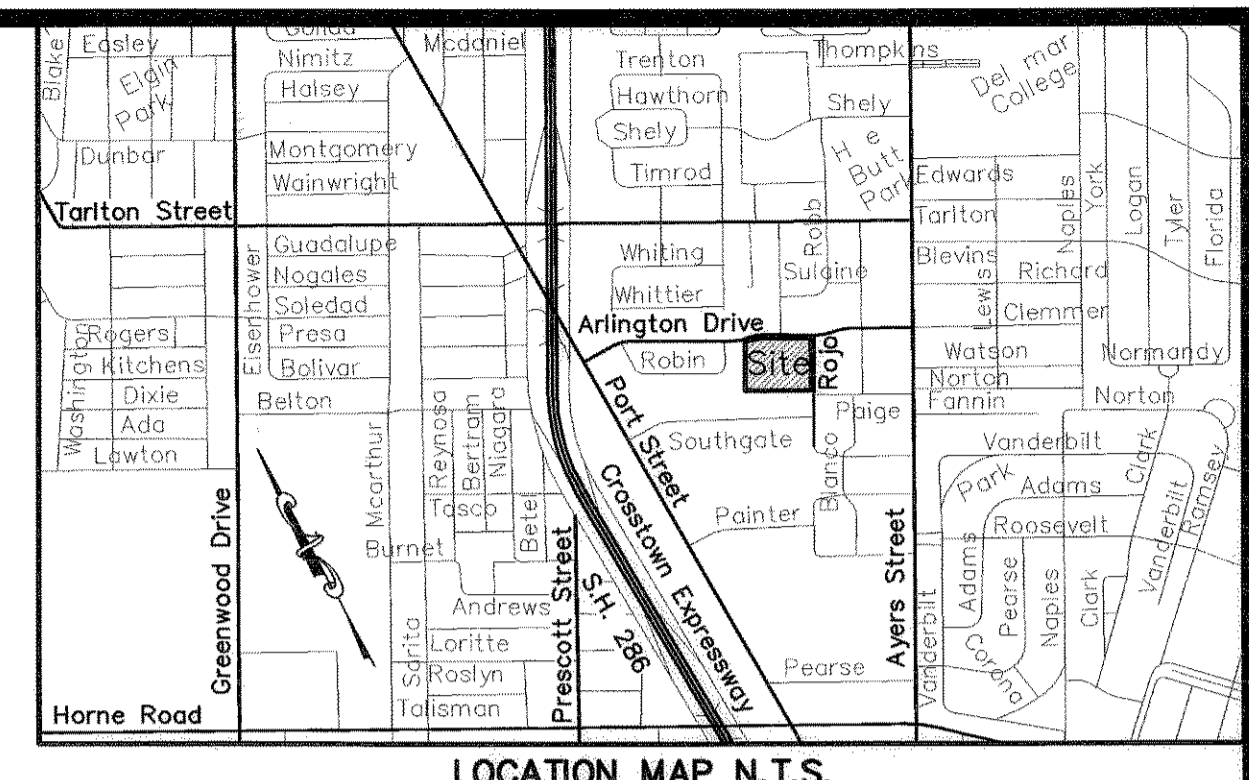 Blake
Easley
Elgin
Park
Dunbar
Nimitz
Halsey
Montgomery
Wainwright
Mcdaniel
Trenton
Hawthorn
Shely
Timrod
Thompkins
Shely
H e
Butt
Park
Robb
Del mar
College
Edwards
Tarlton
Blevins
Naples
York
Logan
Tyler
Florida
Richard
Lewis
Clemmer
Watson
Norton
Fannin
Normandy
Norton
Tarlton Street
Guadalupe
Nogales
Soledad
Presa
Bolivar
Eisenhower
Belton
Washington
Rogers
Kitchens
Dixie
Ada
Lawton
Whiting
Whittier
Sulaine
Arlington Drive
Robin
Site
Rojo
Paige
Southgate
Blanco
Painter
Port Street
Crosstown Expressway
S.H. 286
Prescott Street
Greenwood Drive
Mcarthur
Reynosa
Bertram
Niagara
Tasco
Betel
Burnet
Andrews
Sarita
Loritte
Roslyn
Talisman
Ayers Street
Pearse
Vanderbilt
Vanderbilt
Park
Adams
Roosevelt
Adams
Pearse
Naples
Clark
Corona
Clark
Vanderbilt
Ramsey
Horne Road
LOCATION MAP N.T.S.